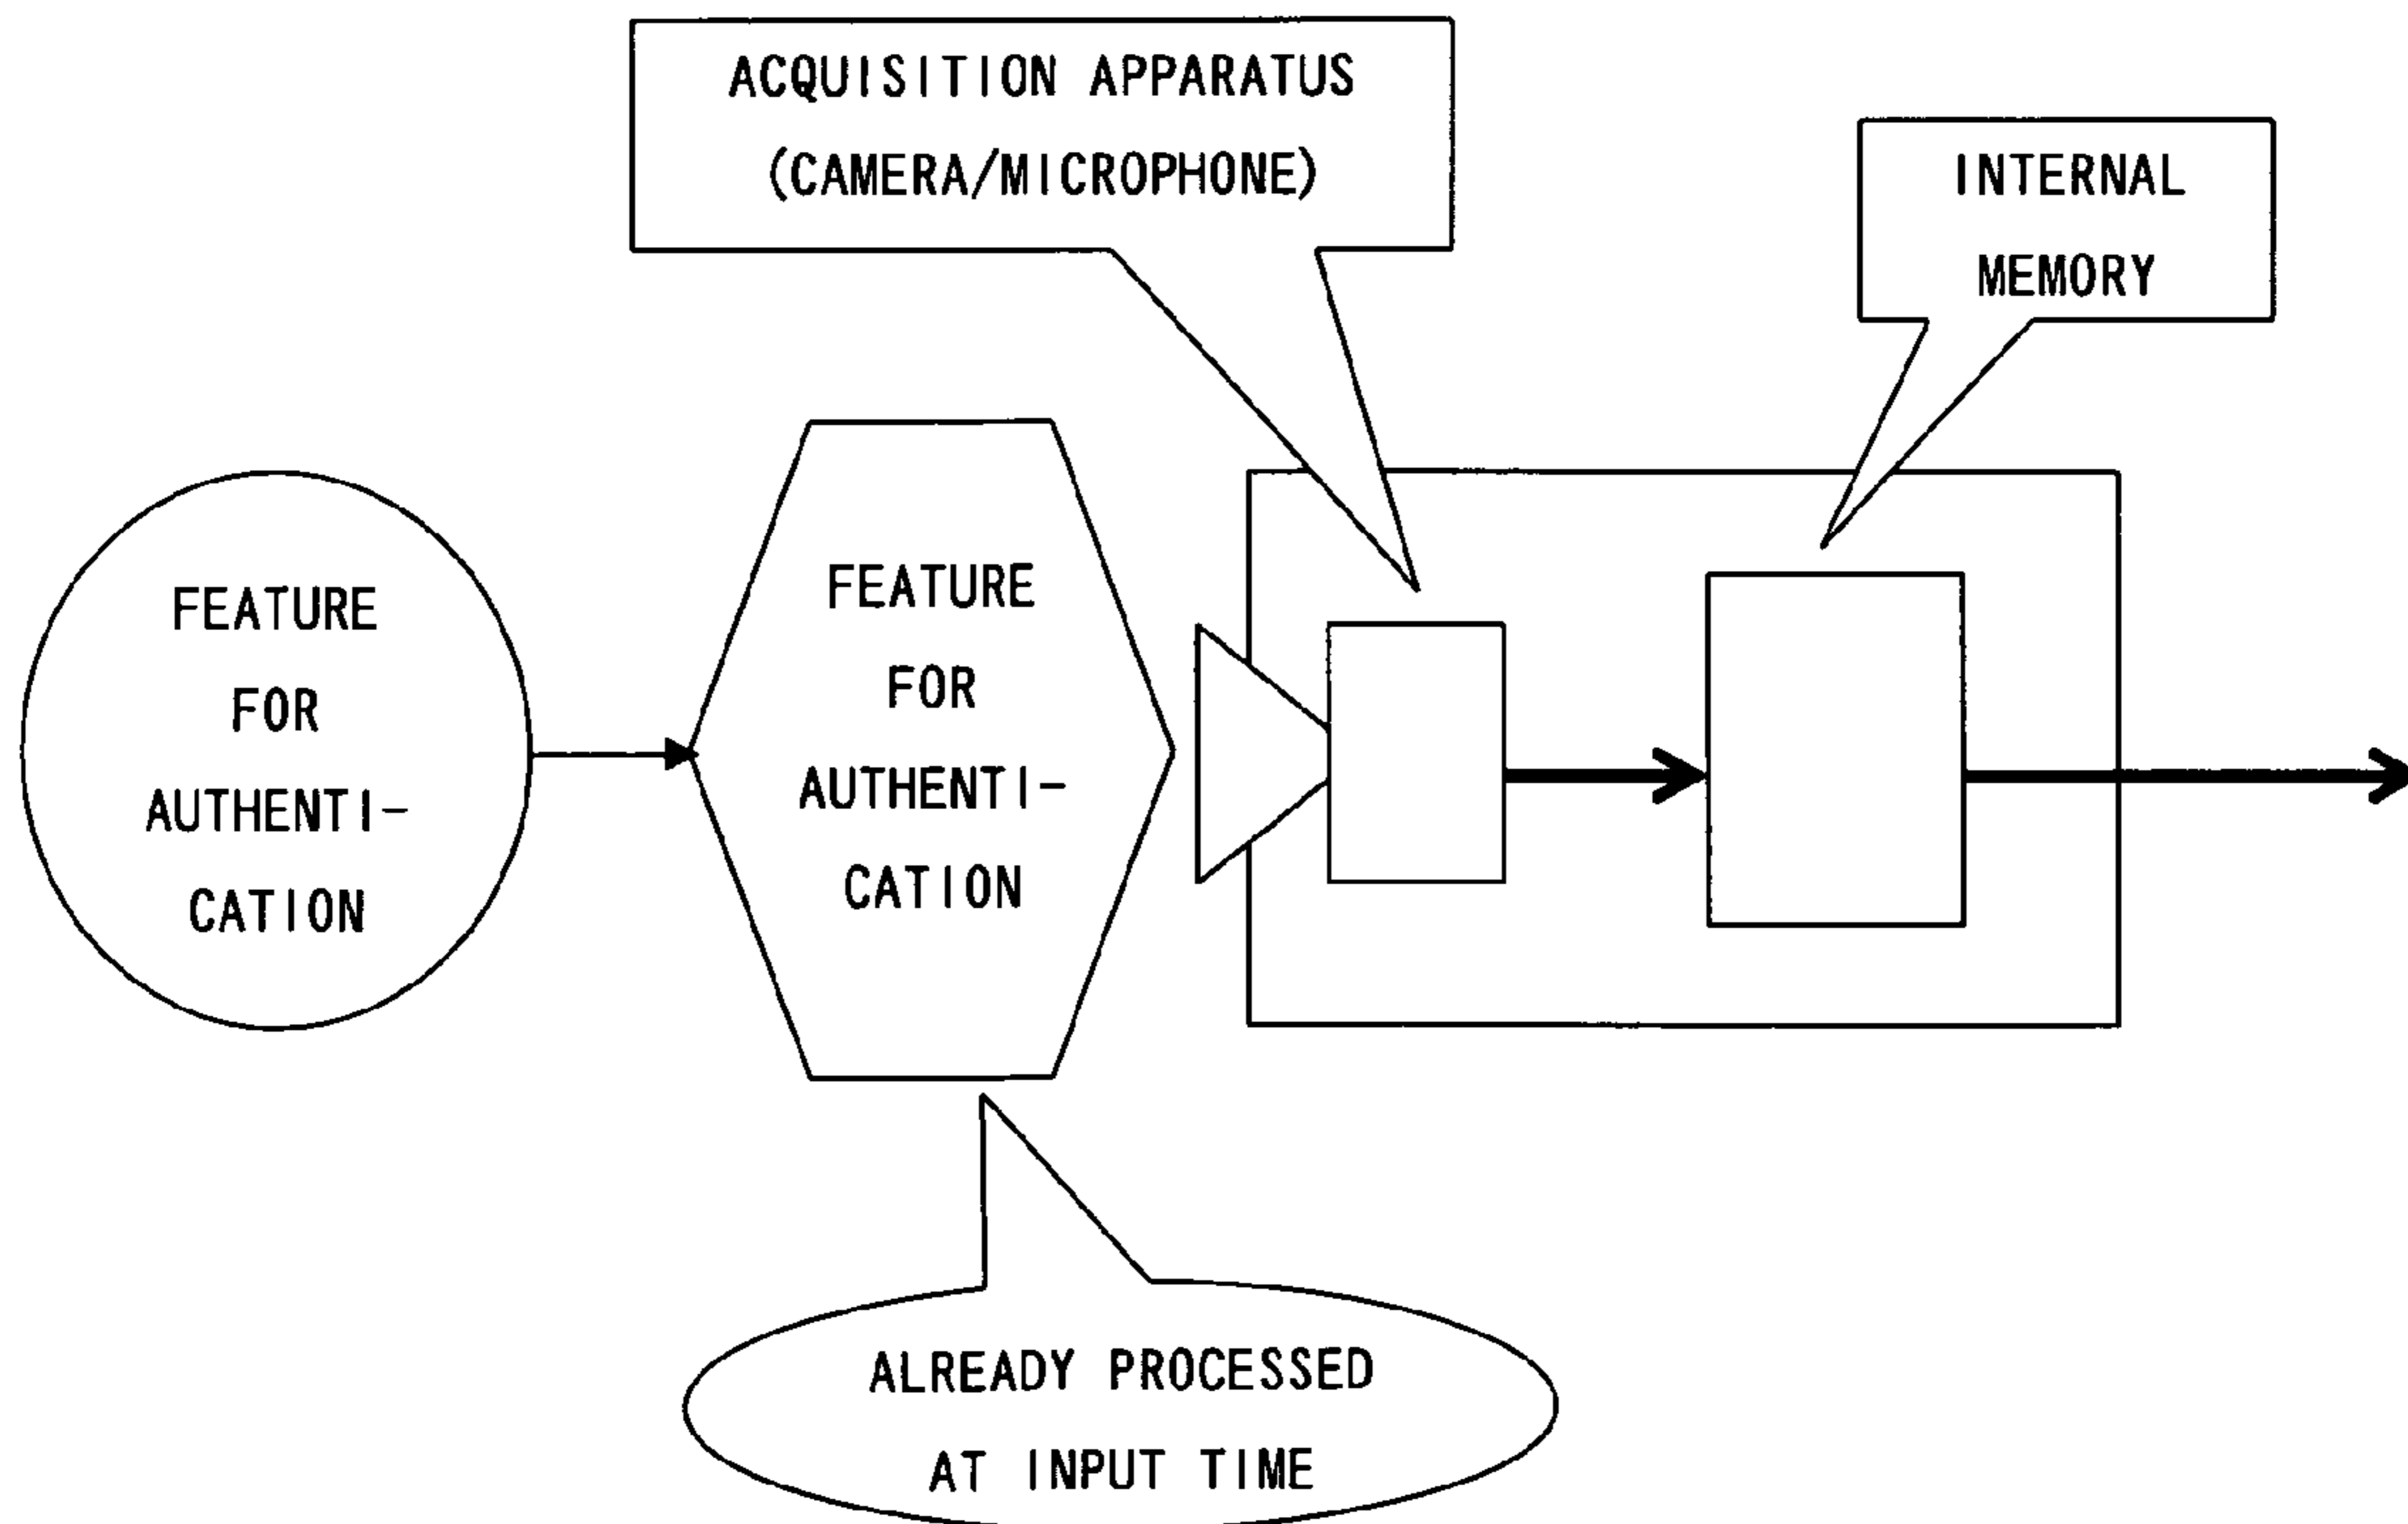 ACQUISITION APPARATUS
(CAMERA/MICROPHONE)
INTERNAL
MEMORY
FEATURE
FOR
AUTHENTI-
CATION
FEATURE
FOR
AUTHENTI-
CATION
ALREADY PROCESSED
AT INPUT TIME